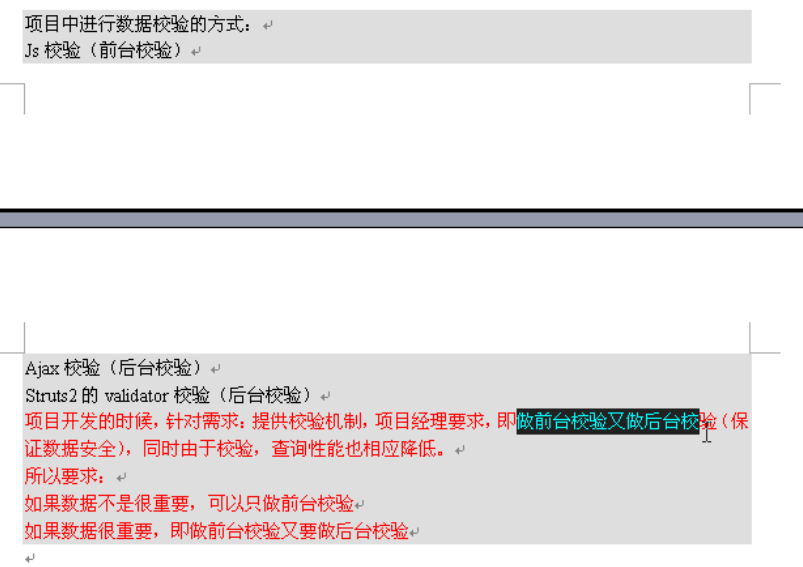 项目中进行数据校验的方式：
Js 校验（前台校验）
Ajax 校验（后台校验）
Struts2 的 validator 校验（后台校验）
项目开发的时候，针对需求：提供校验机制，项目经理要求，即做前台校验又做后台校验（保
证数据安全），同时由于校验，查询性能也相应降低。
所以要求：
如果数据不是很重要，可以只做前台校验
如果数据很重要，即做前台校验又要做后台校验